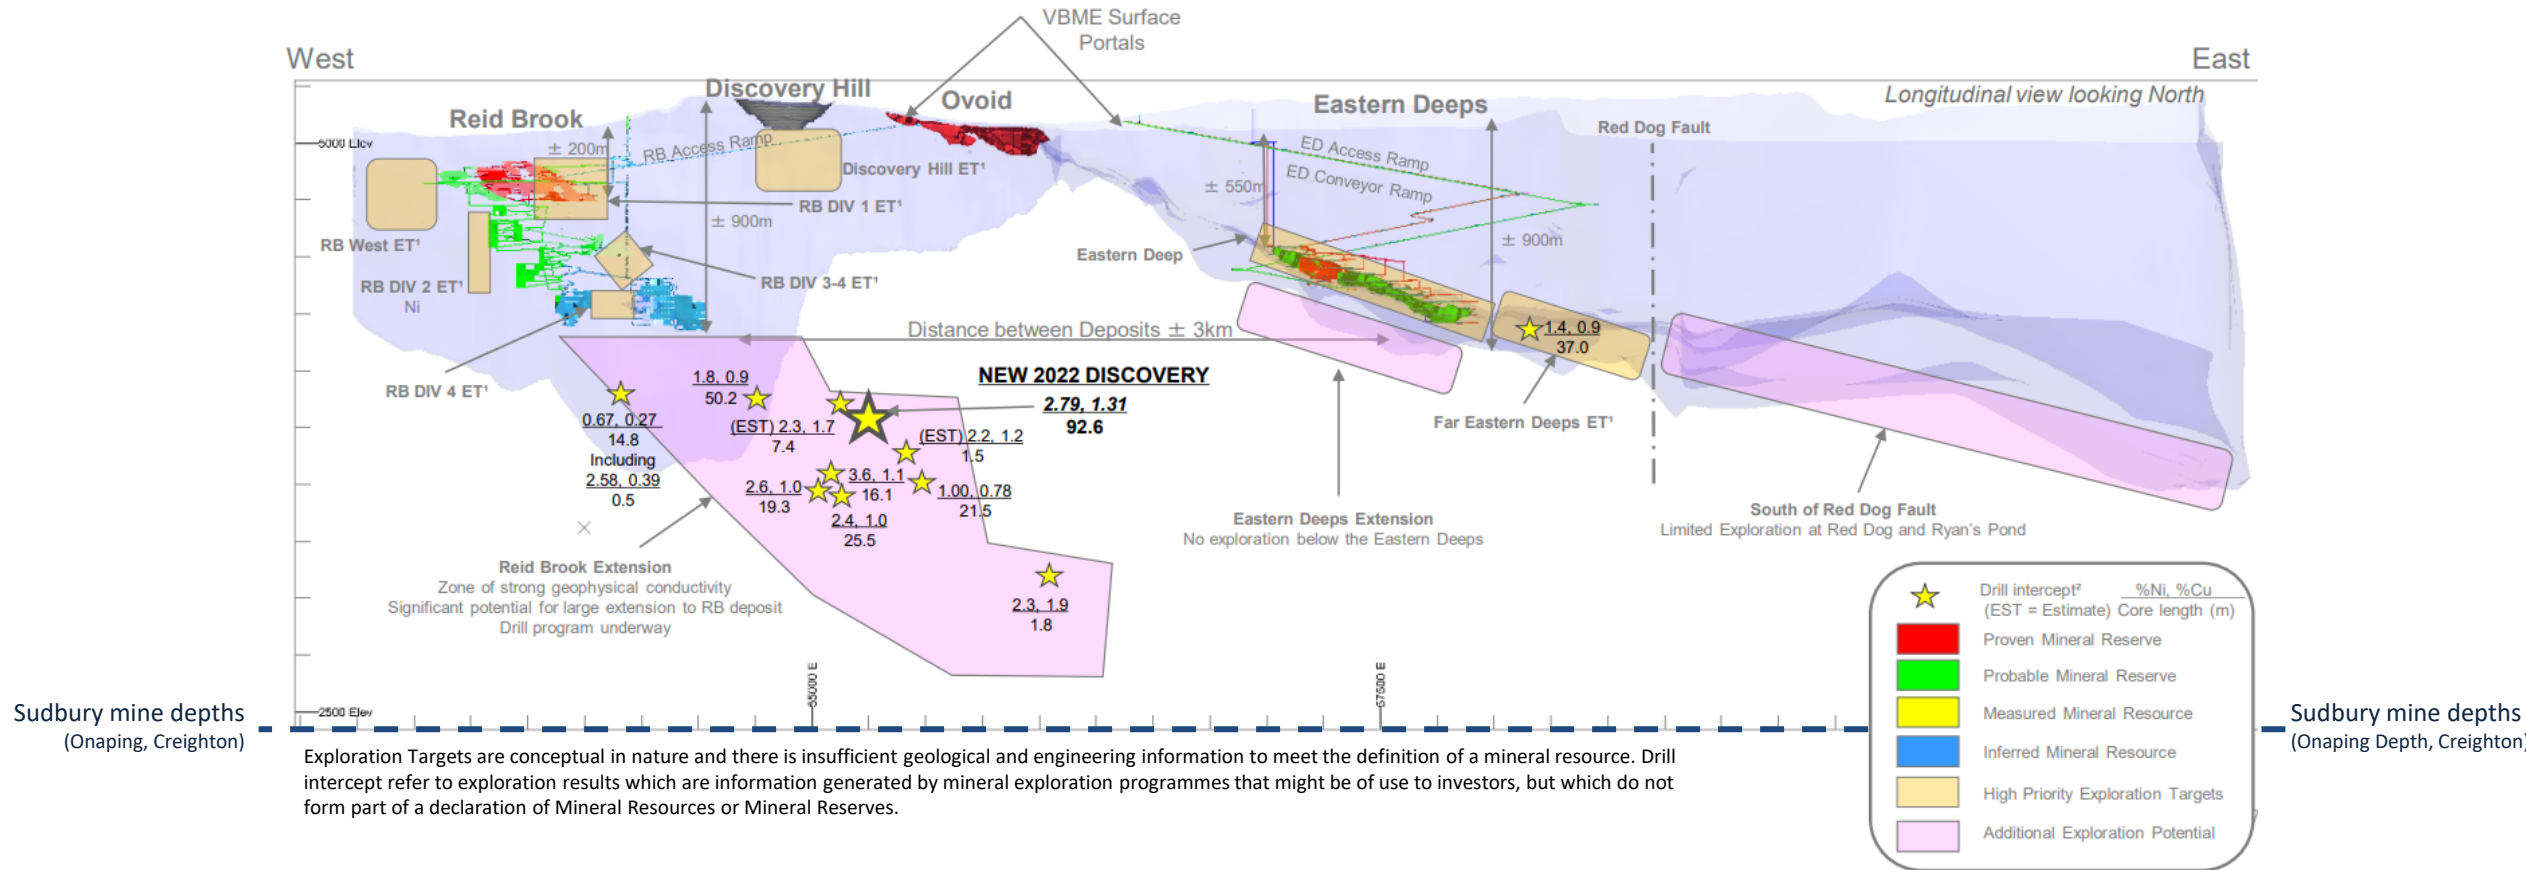 VBME Surface
Portals
West
East
Discovery Hill
Ovoid
Eastern Deeps
Longitudinal view looking North
Reid Brook
Red Dog Fault
5000 Elev
± 200m
RB Access Ramp
ED Access Ramp
Discovery Hill ET¹
ED Conveyor Ramp
± 550m
RB DIV 1 ET¹
± 900m
RB West ET¹
± 900m
Eastern Deep
RB DIV 2 ET¹
Ni
RB DIV 3-4 ET¹
Distance between Deposits ± 3km
1.4, 0.9
37.0
RB DIV 4 ET¹
1.8, 0.9
50.2
NEW 2022 DISCOVERY
2.79, 1.31
92.6
0.67, 0.27
14.8
Including
2.58, 0.39
0.5
(EST) 2.3, 1.7
7.4
(EST) 2.2, 1.2
1.5
Far Eastern Deeps ET¹
3.6, 1.1
16.1
2.6, 1.0
19.3
1.00, 0.78
21.5
2.4, 1.0
25.5
Eastern Deeps Extension
No exploration below the Eastern Deeps
South of Red Dog Fault
Limited Exploration at Red Dog and Ryan's Pond
Reid Brook Extension
Zone of strong geophysical conductivity
Significant potential for large extension to RB deposit
Drill program underway
2.3, 1.9
1.8
Drill intercept² %Ni, %Cu
(EST = Estimate) Core length (m)
Proven Mineral Reserve
Probable Mineral Reserve
Measured Mineral Resource
Inferred Mineral Resource
High Priority Exploration Targets
Additional Exploration Potential
55000 E
57500 E
2500 Elev
Sudbury mine depths
(Onaping, Creighton)
Sudbury mine depths
(Onaping Depth, Creighton)
Exploration Targets are conceptual in nature and there is insufficient geological and engineering information to meet the definition of a mineral resource. Drill
intercept refer to exploration results which are information generated by mineral exploration programmes that might be of use to investors, but which do not
form part of a declaration of Mineral Resources or Mineral Reserves.